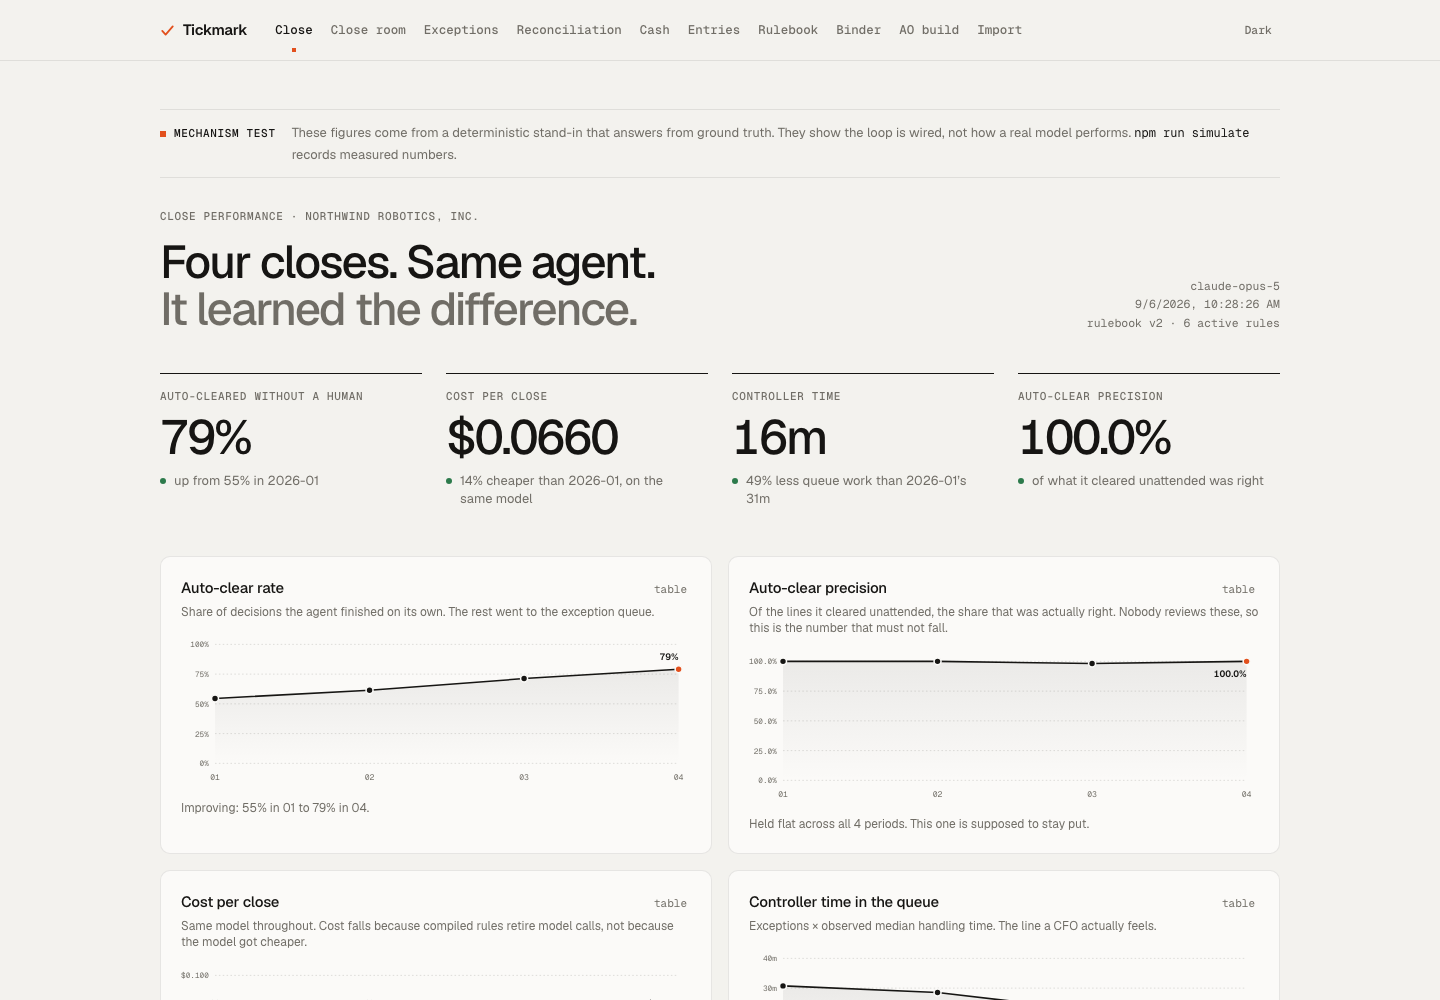 Tickmark Close Close room Exceptions Reconciliation Cash Entries Rulebook Binder AO build Import Dark
MECHANISM TEST These figures come from a deterministic stand-in that answers from ground truth. They show the loop is wired, not how a real model performs. npm run simulate
records measured numbers.
CLOSE PERFORMANCE · NORTHWIND ROBOTICS, INC.
Four closes. Same agent.
It learned the difference.
claude-opus-5
9/6/2026, 10:28:26 AM
rulebook v2 · 6 active rules
AUTO-CLEARED WITHOUT A HUMAN
79%
up from 55% in 2026-01
COST PER CLOSE
$0.0660
14% cheaper than 2026-01, on the
same model
CONTROLLER TIME
16m
49% less queue work than 2026-01's
31m
AUTO-CLEAR PRECISION
100.0%
of what it cleared unattended was right
Auto-clear rate table
Share of decisions the agent finished on its own. The rest went to the exception queue.
100%
75%
50%
25%
0%
79%
01 02 03 04
Improving: 55% in 01 to 79% in 04.
Auto-clear precision table
Of the lines it cleared unattended, the share that was actually right. Nobody reviews these, so
this is the number that must not fall.
100.0%
75.0%
50.0%
25.0%
0.0%
100.0%
01 02 03 04
Held flat across all 4 periods. This one is supposed to stay put.
Cost per close table
Same model throughout. Cost falls because compiled rules retire model calls, not because
the model got cheaper.
$0.100
Controller time in the queue table
Exceptions × observed median handling time. The line a CFO actually feels.
40m
30m